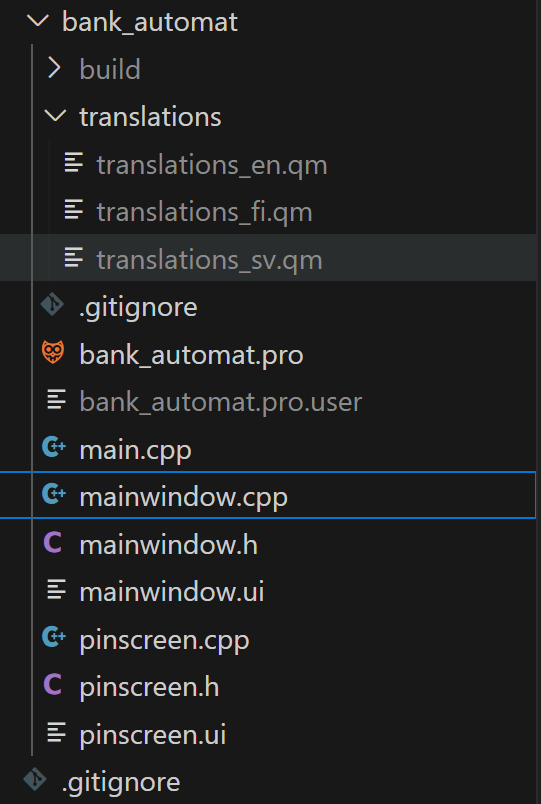 bank_automat
build
translations
translations_en.qm
translations_fi.qm
translations_sv.qm
.gitignore
bank_automat.pro
bank_automat.pro.user
main.cpp
mainwindow.cpp
mainwindow.h
mainwindow.ui
pinscreen.cpp
pinscreen.h
pinscreen.ui
.gitignore